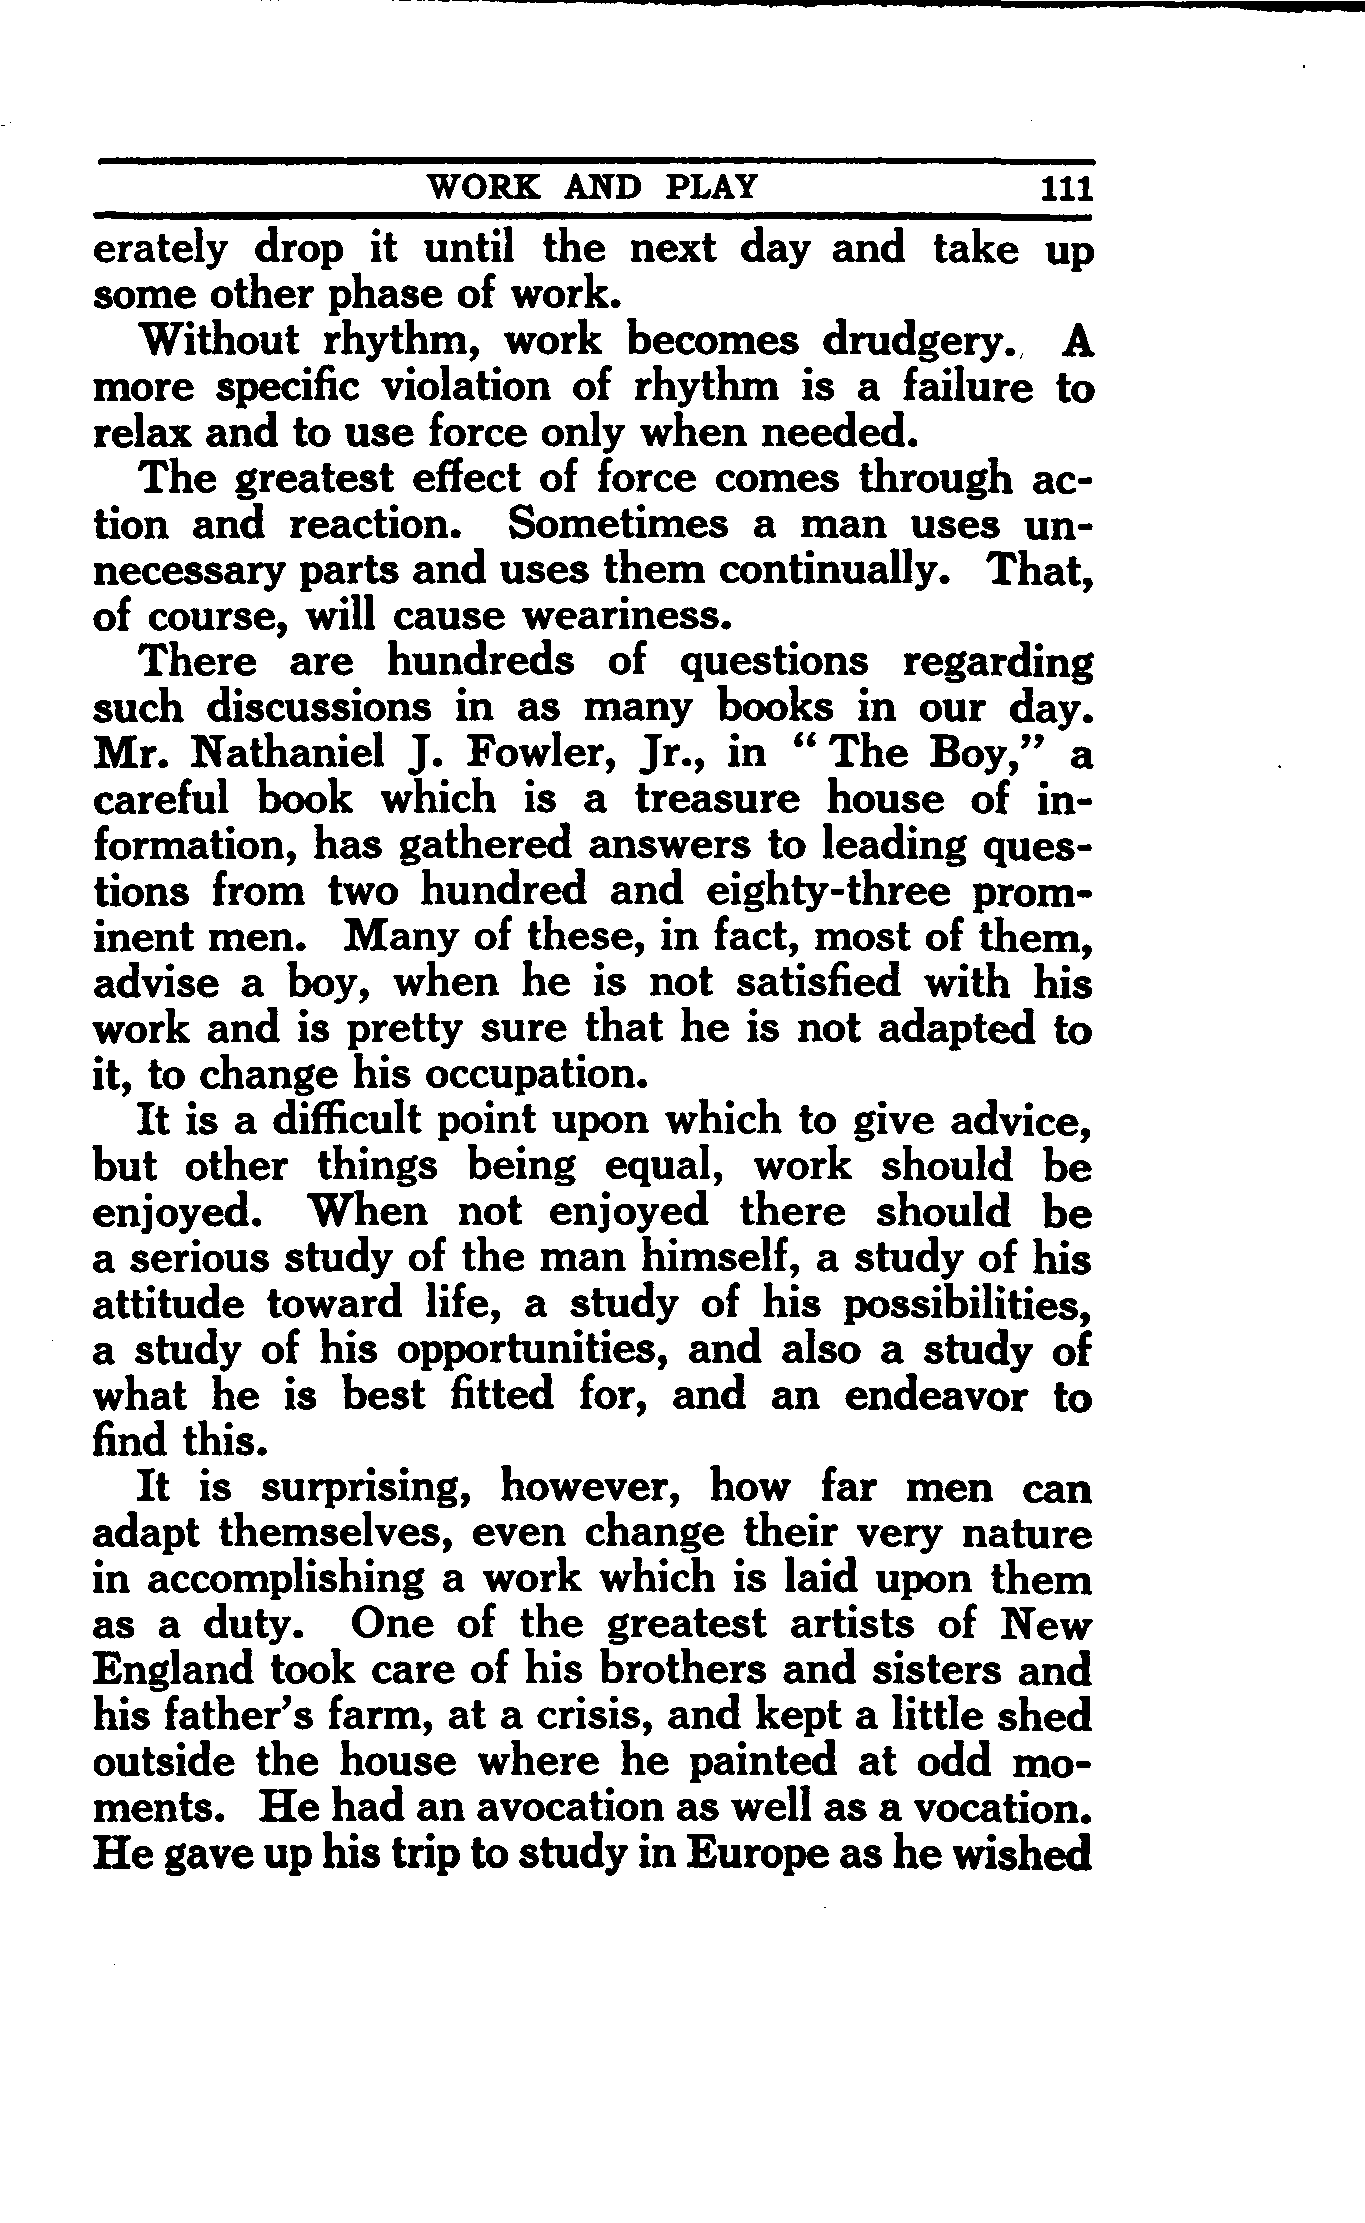 WORK AND PLAY 111
erately drop it until the next day and take up
some other phase of work.
Without rhythm, work becomes drudgery. A
more specific violation of rhythm is a failure to
relax and to use force only when needed.
The greatest effect of force comes through ac-
tion and reaction. Sometimes a man uses un-
necessary parts and uses them continually. That,
of course, will cause weariness.
There are hundreds of questions regarding
such discussions in as many books in our day.
Mr. Nathaniel J. Fowler, Jr., in “ The Boy,” a
careful book which is a treasure house of in-
formation, has gathered answers to leading ques-
tions from two hundred and eighty-three prom-
inent men. Many of these, in fact, most of them,
advise a boy, when he is not satisfied with his
work and is pretty sure that he is not adapted to
it, to change his occupation.
It is a difficult point upon which to give advice,
but other things being equal, work should be
enjoyed. When not enjoyed there should be
a serious study of the man himself, a study of his
attitude toward life, a study of his possibilities,
a study of his opportunities, and also a study of
what he is best fitted for, and an endeavor to
find this.
It is surprising, however, how far men can
adapt themselves, even change their very nature
in accomplishing a work which is laid upon them
as a duty. One of the greatest artists of New
England took care of his brothers and sisters and
his father’s farm, at a crisis, and kept a little shed
outside the house where he painted at odd mo-
ments. He had an avocation as well as a vocation.
He gave up his trip to study in Europe as he wished